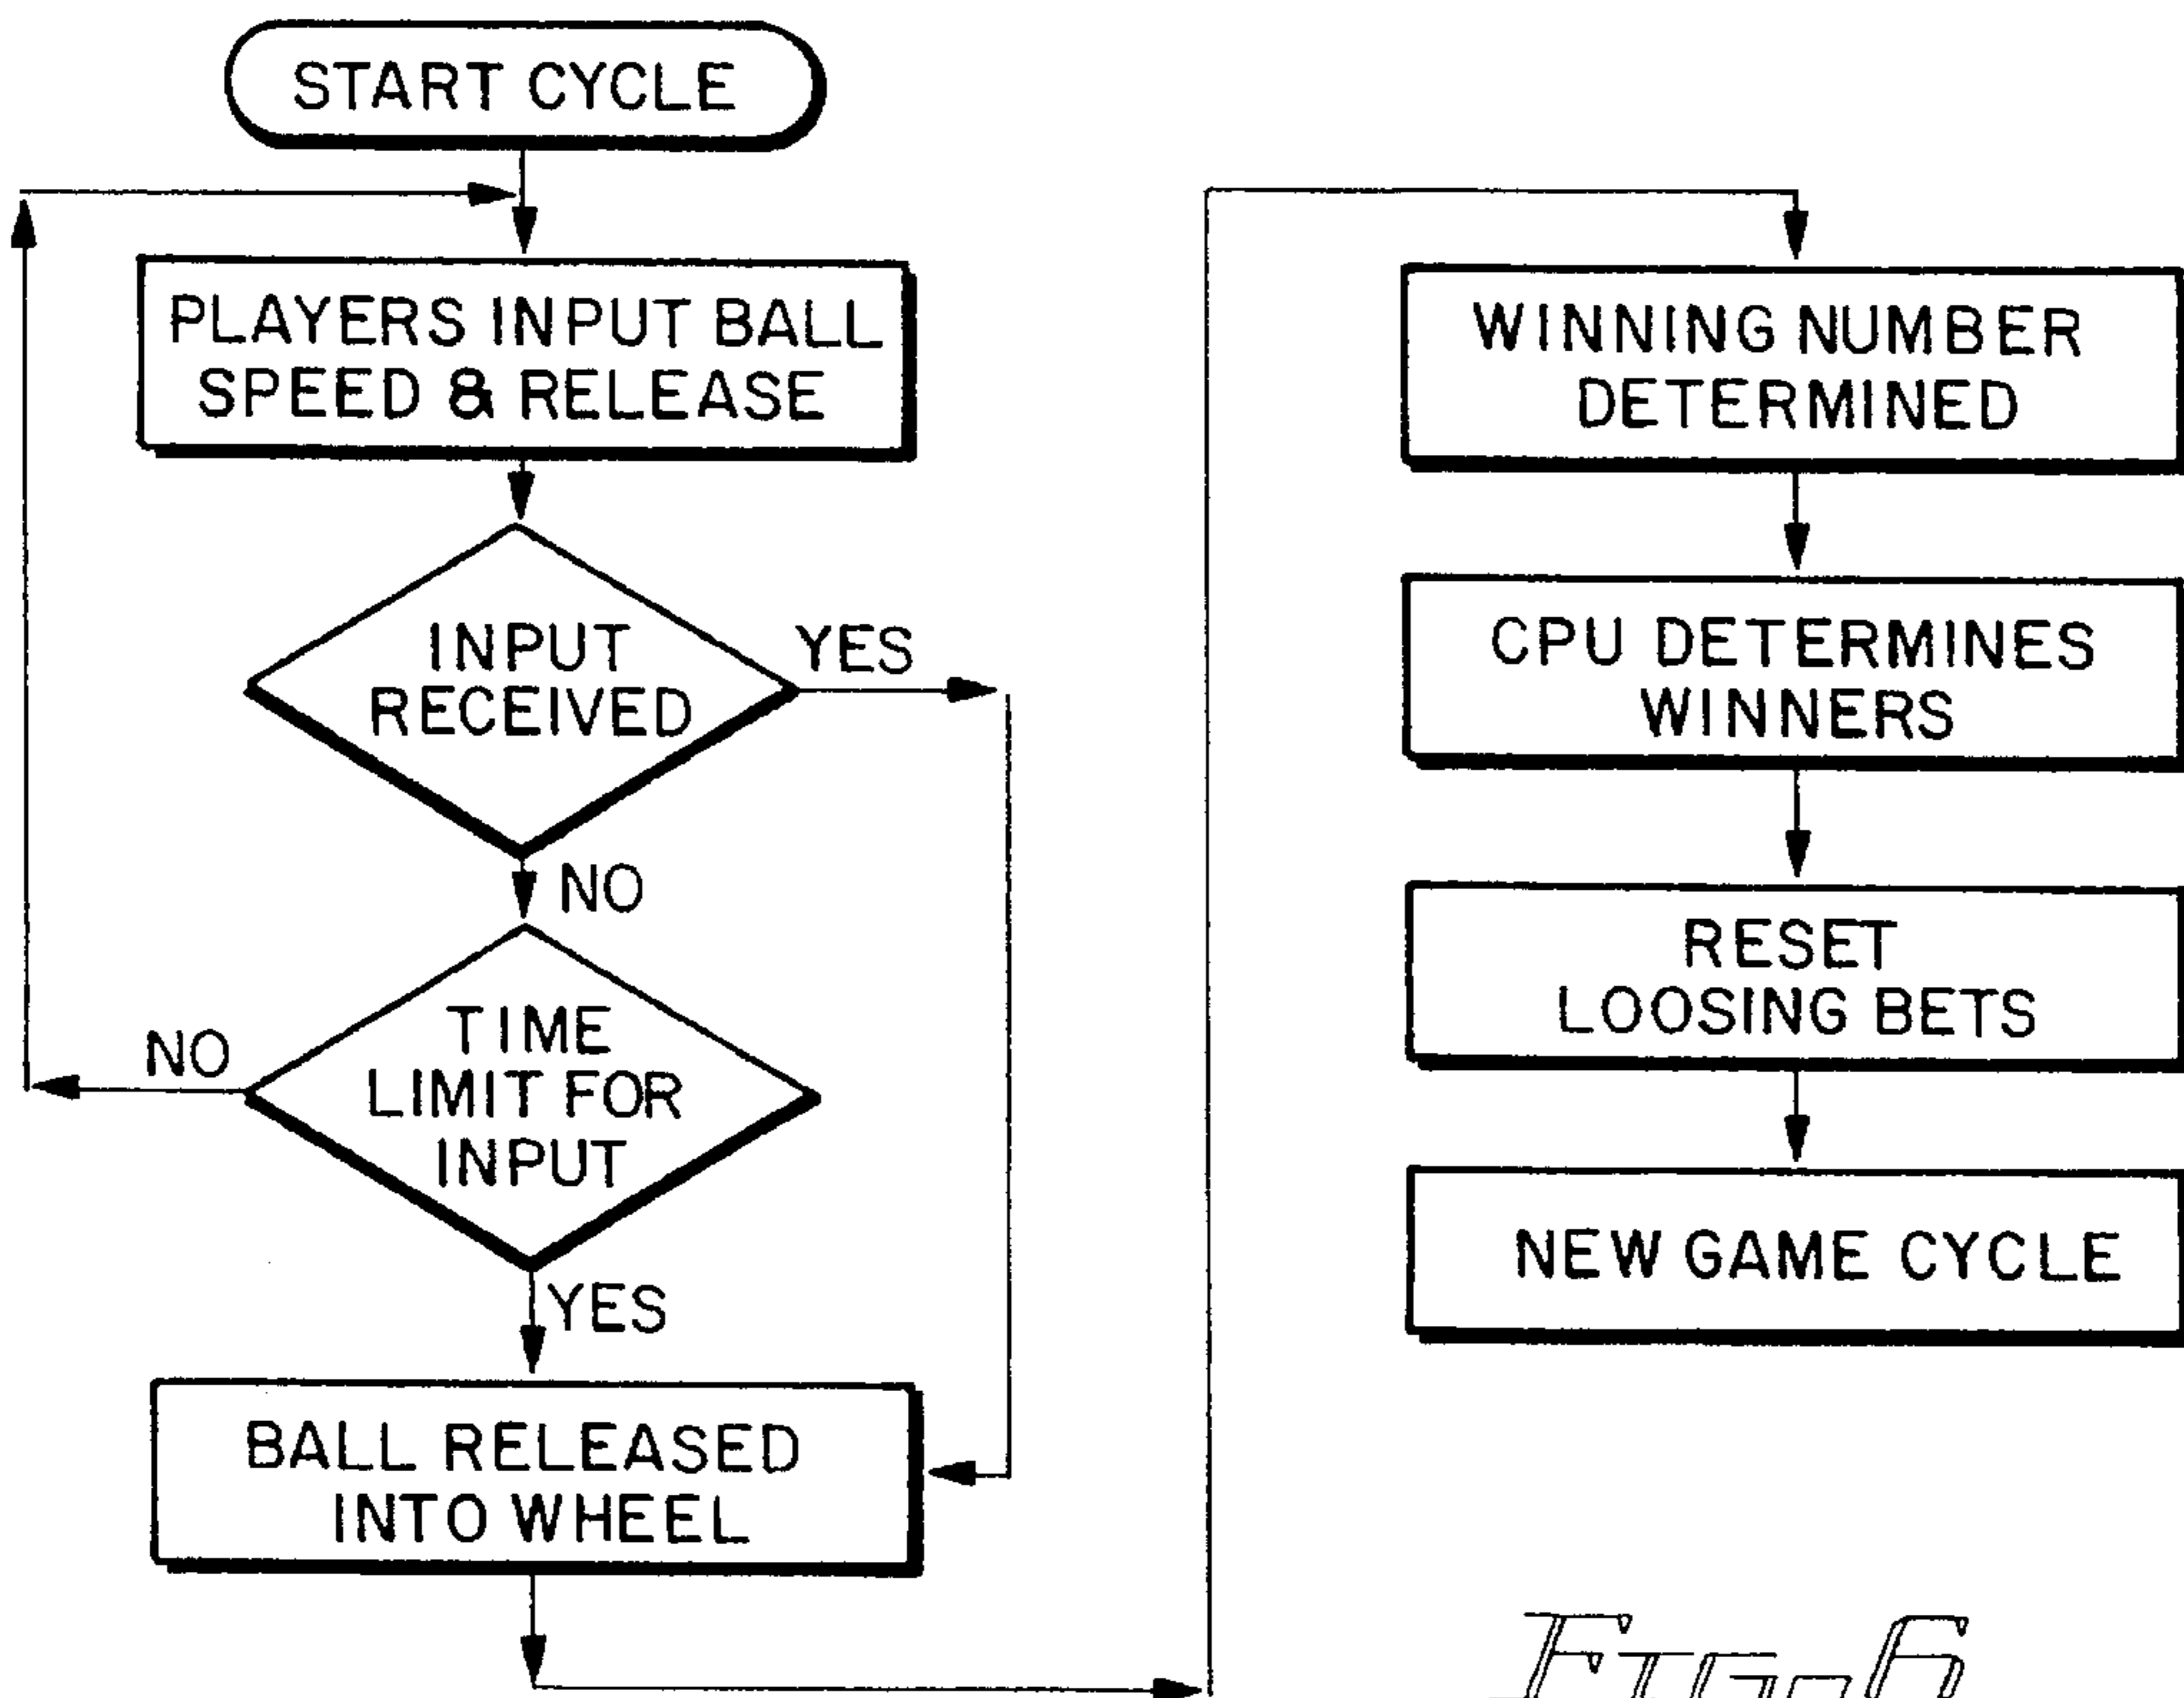 START CYCLE
PLAYERS INPUT BALL
SPEED & RELEASE
INPUT
RECEIVED
YES
NO
TIME
LIMIT FOR
INPUT
NO
YES
BALL RELEASED
INTO WHEEL
WINNING NUMBER
DETERMINED
CPU DETERMINES
WINNERS
RESET
LOOSING BETS
NEW GAME CYCLE
FIG-6